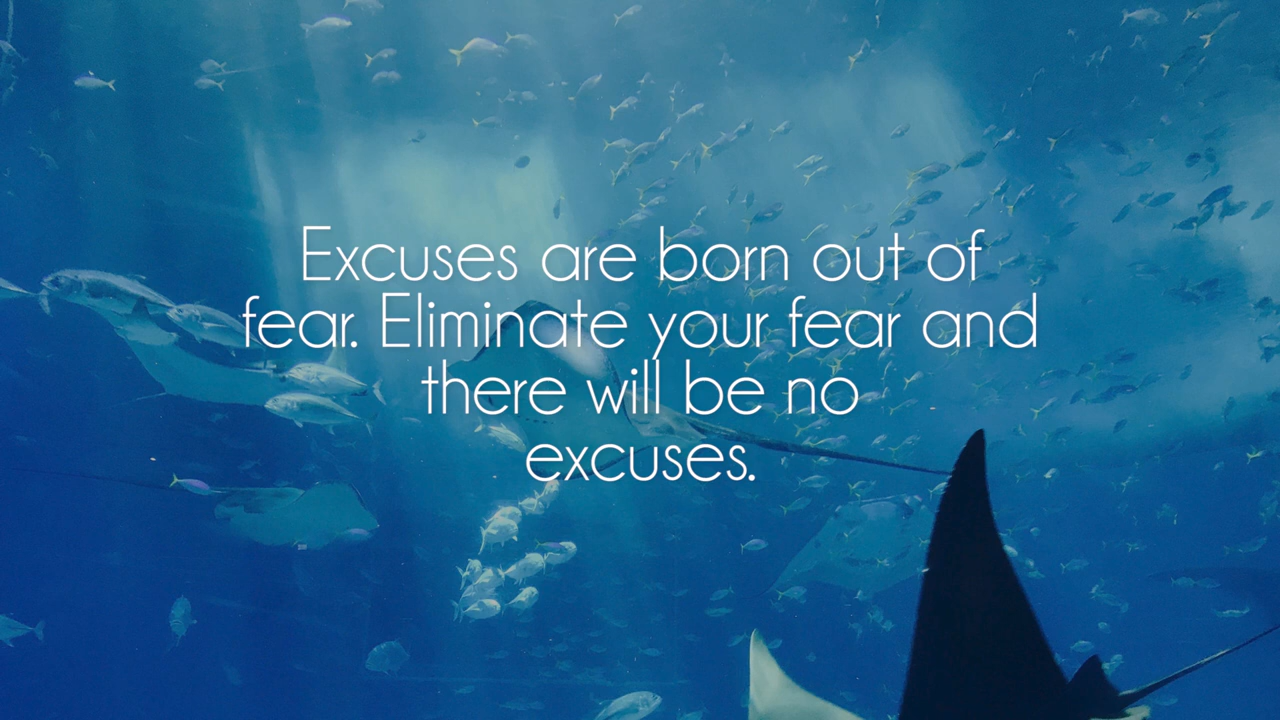 Excuses are born out of
fear. Eliminate your fear and
there will be no
excuses.